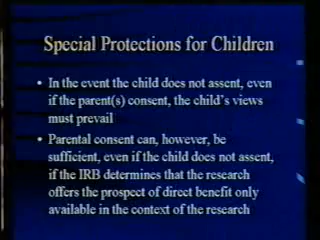 Special Protections for Children
• In the event the child does not assent, even
if the parent(s) consent, the child's views
must prevail
• Parental consent can, however, be
sufficient, even if the child does not assent,
if the IRB determines that the research
offers the prospect of direct benefit only
available in the context of the research